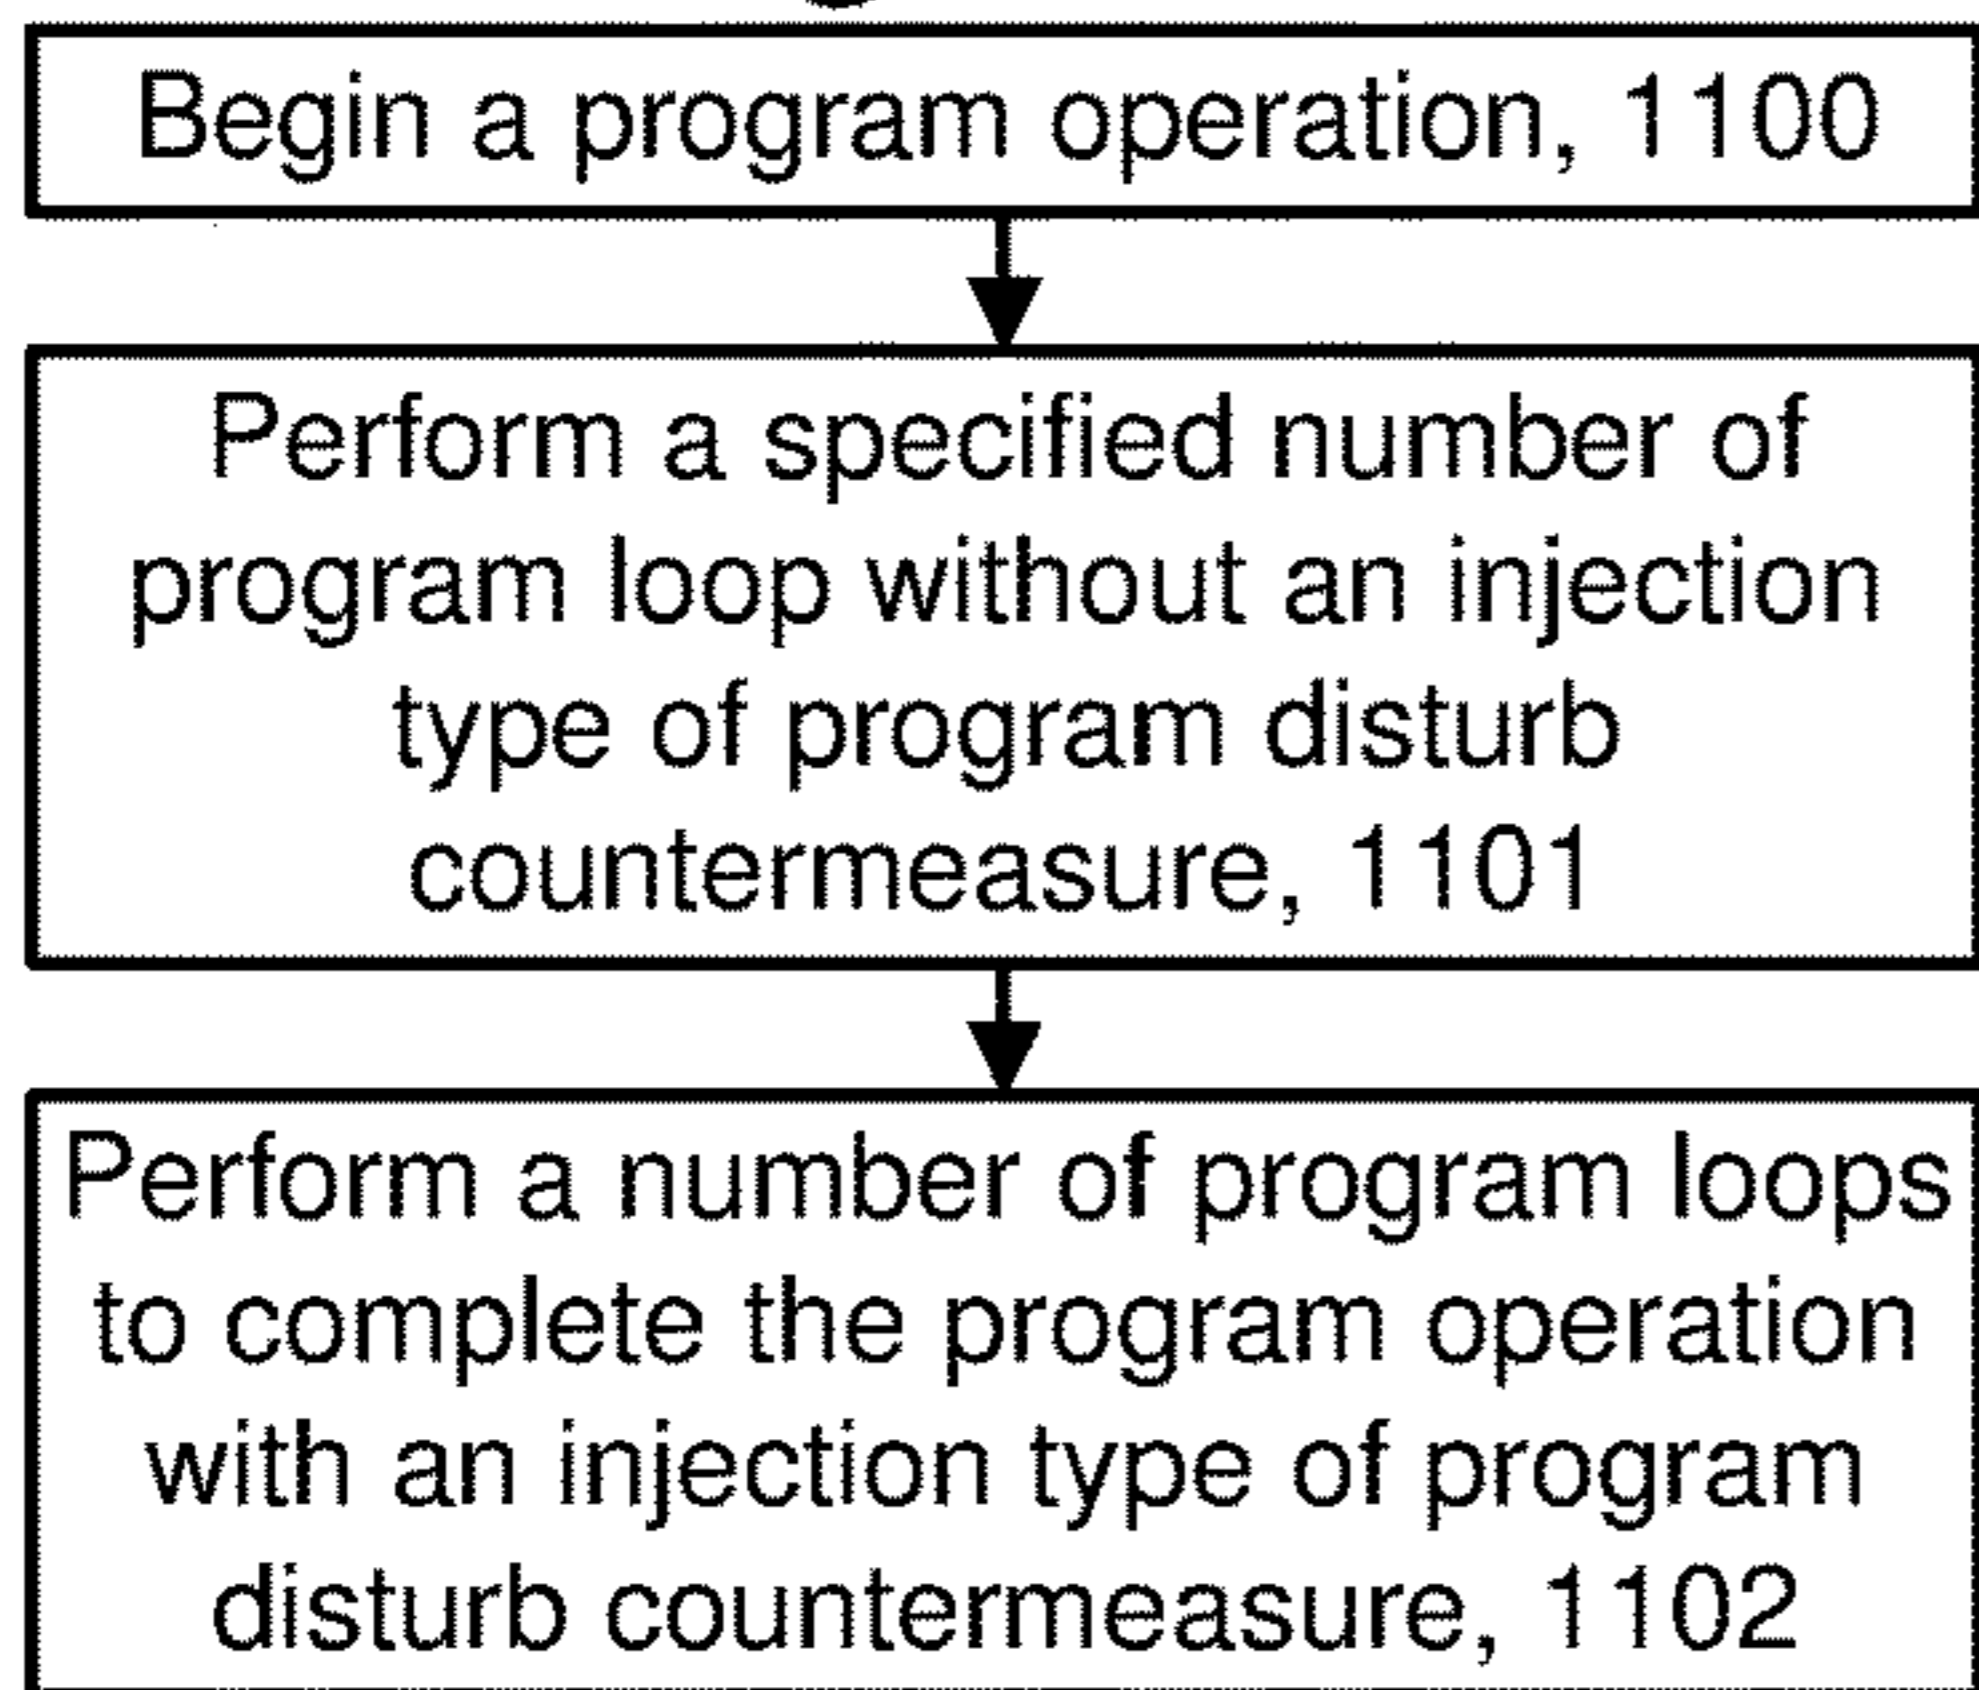 Begin a program operation, 1100
Perform a specified number of
program loop without an injection
type of program disturb
countermeasure, 1101
Perform a number of program loops
to complete the program operation
with an injection type of program
disturb countermeasure, 1102